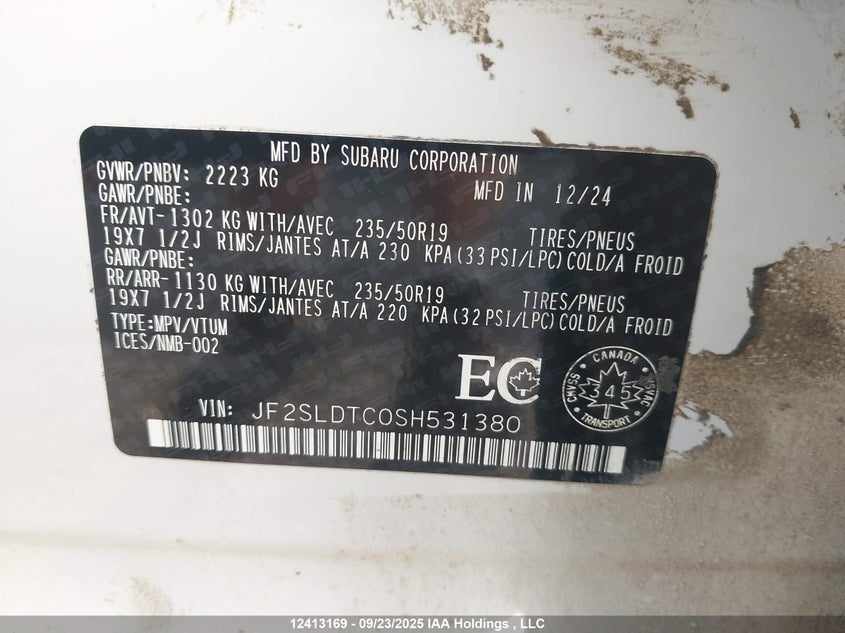 MFD BY SUBARU CORPORATION
GVWR/PNBV: 2223 KG
MFD IN 12/24
GAWR/PNBE:
FR/AVT-1302 KG WITH/AVEC 235/50R19 TIRES/PNEUS
19X7 1/2J RIMS/JANTES AT/A 230 KPA(33PSI/LPC)COLD/A FROID
GAWR/PNBE:
RR/ARR-1130 KG WITH/AVEC 235/50R19 TIRES/PNEUS
19X7 1/2J RIMS/JANTES AT/A 220 KPA(32PSI/LPC)COLD/A FROID
TYPE:MPV/VTUM
ICES/NMB-002
EC
CANADA
CMVSS
345
NSVAC
TRANSPORT
VIN: JF2SLDTC0SH531380
12413169 - 09/23/2025 IAA Holdings , LLC